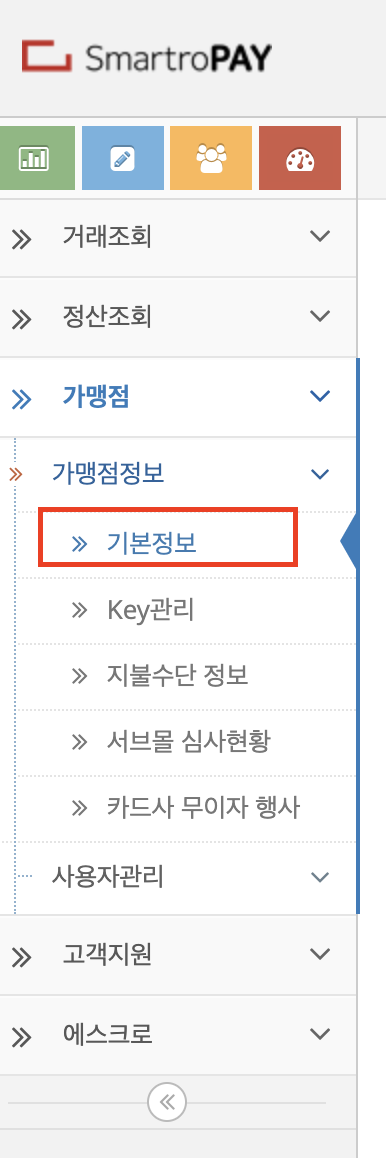 SmartroPAY
거래조회
정산조회
가맹점
가맹점정보
기본정보
Key관리
지불수단 정보
서브몰 심사현황
카드사 무이자 행사
사용자관리
고객지원
에스크로